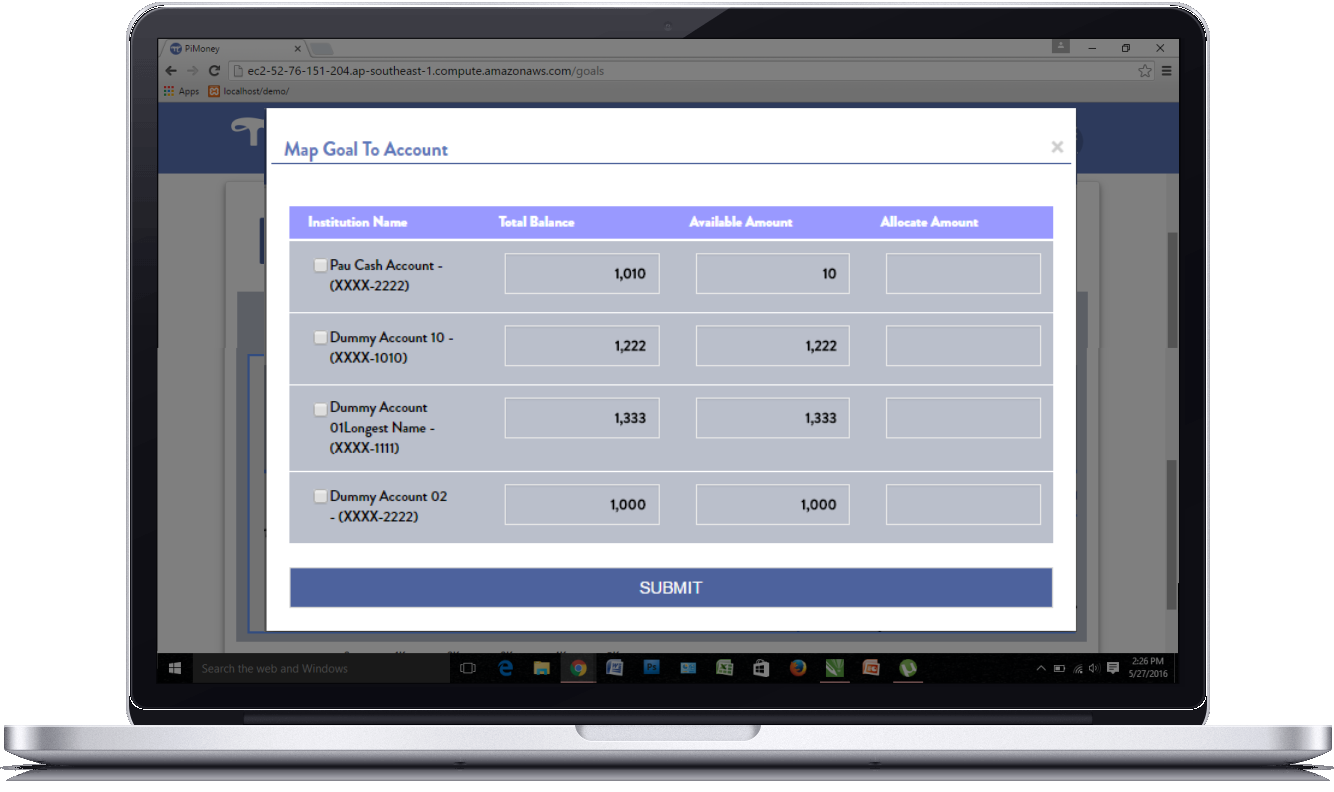 PiMoney
ec2-52-76-151-204.ap-southeast-1.compute.amazonaws.com/goals
Apps localhost/demo/
Map Goal To Account
Institution Name Total Balance Available Amount Allocate Amount
Pau Cash Account - 1,010 10
(XXXX-2222)
Dummy Account 10 - 1,222 1,222
(XXXX-1010)
Dummy Account
01Longest Name - 1,333 1,333
(XXXX-1111)
Dummy Account 02 1,000 1,000
- (XXXX-2222)
SUBMIT
Search the web and Windows
2:26 PM
5/27/2016